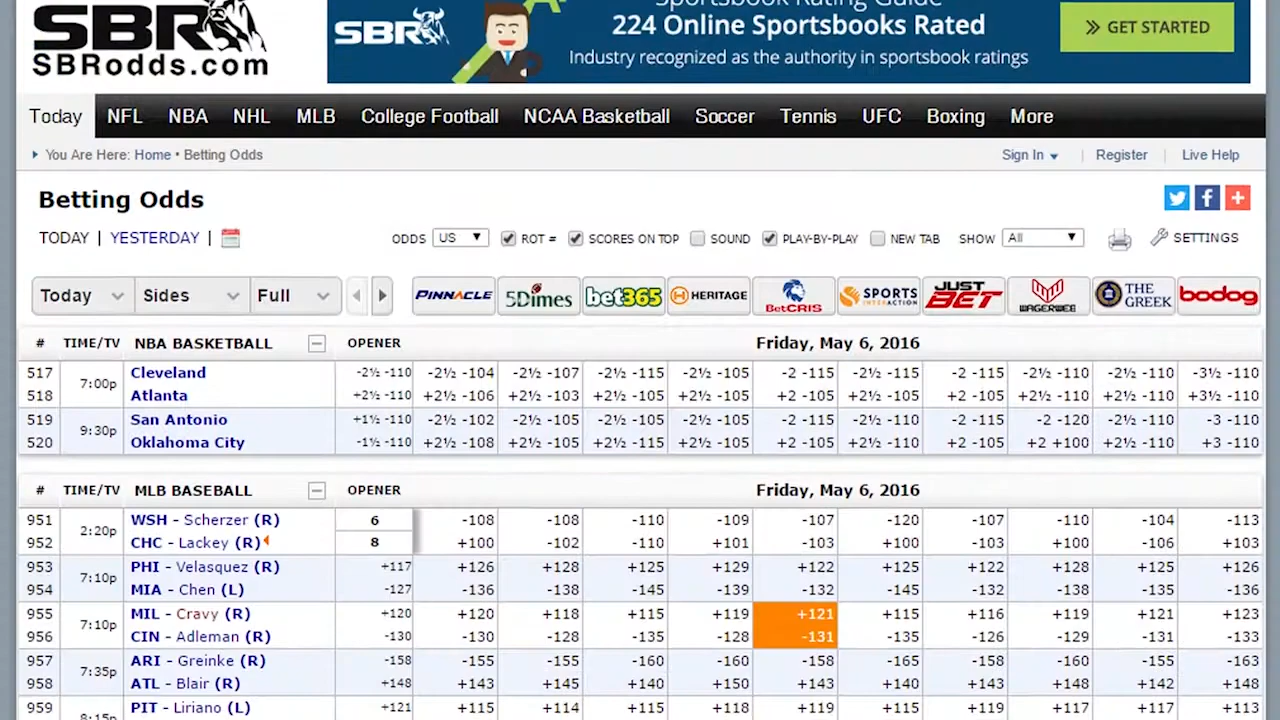 SBR
SBRodds.com
SBR
Sportsbook Rating Guide
224 Online Sportsbooks Rated
Industry recognized as the authority in sportsbook ratings
GET STARTED
Today NFL NBA NHL MLB College Football NCAA Basketball Soccer Tennis UFC Boxing More
You Are Here: Home • Betting Odds Sign In | Register | Live Help
Betting Odds
TODAY | YESTERDAY | ODDS US ROT = SCORES ON TOP SOUND PLAY-BY-PLAY NEW TAB SHOW All SETTINGS
Today Sides Full PINNACLE 5Dimes bet365 HERITAGE BetCRIS SPORTS INTERACTION JUST BET WAGERWEB THE GREEK bodog
# TIME/TV NBA BASKETBALL OPENER Friday, May 6, 2016
517 7:00p Cleveland -2½ -110 -2½ -104 -2½ -107 -2½ -115 -2½ -105 -2 -115 -2½ -115 -2 -115 -2½ -110 -2½ -110 -3½ -110
518 Atlanta +2½ -110 +2½ -106 +2½ -103 +2½ -105 +2½ -105 +2 -105 +2½ -105 +2 -105 +2½ -110 +2½ -110 +3½ -110
519 9:30p San Antonio +1½ -110 -2½ -102 -2½ -105 -2½ -115 -2½ -105 -2 -115 -2½ -110 -2 -115 -2 -120 -2½ -110 -3 -110
520 Oklahoma City -1½ -110 +2½ -108 +2½ -105 +2½ -115 +2½ -105 +2 -105 +2½ -110 +2 -105 +2 +100 +2½ -110 +3 -110
# TIME/TV MLB BASEBALL OPENER Friday, May 6, 2016
951 2:20p WSH - Scherzer (R) 6 -108 -108 -110 -109 -107 -120 -107 -110 -104 -113
952 CHC - Lackey (R) 8 +100 -102 -110 +101 -103 +100 -103 +100 -106 +103
953 7:10p PHI - Velasquez (R) +117 +126 +128 +125 +129 +122 +125 +122 +128 +125 +126
954 MIA - Chen (L) -127 -136 -138 -145 -139 -132 -145 -132 -138 -135 -136
955 7:10p MIL - Cravy (R) +120 +120 +118 +115 +119 +121 +115 +116 +119 +121 +123
956 CIN - Adleman (R) -130 -130 -128 -135 -128 -131 -135 -126 -129 -131 -133
957 7:35p ARI - Greinke (R) -158 -155 -155 -160 -160 -158 -165 -158 -160 -155 -163
958 ATL - Blair (R) +148 +143 +145 +140 +150 +143 +140 +143 +148 +142 +148
959 8:15p PIT - Liriano (L) +121 +115 +114 +115 +118 +119 +115 +119 +117 +117 +113